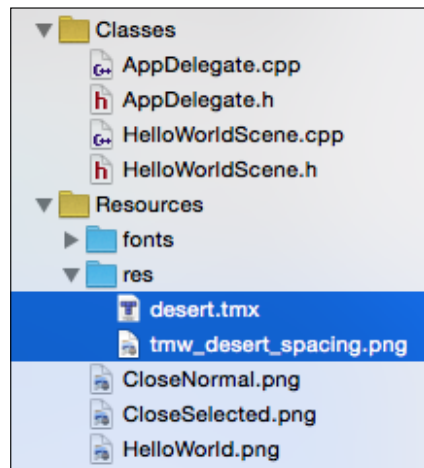 Classes
AppDelegate.cpp
AppDelegate.h
HelloWorldScene.cpp
HelloWorldScene.h
Resources
fonts
res
desert.tmx
tmw_desert_spacing.png
CloseNormal.png
CloseSelected.png
HelloWorld.png